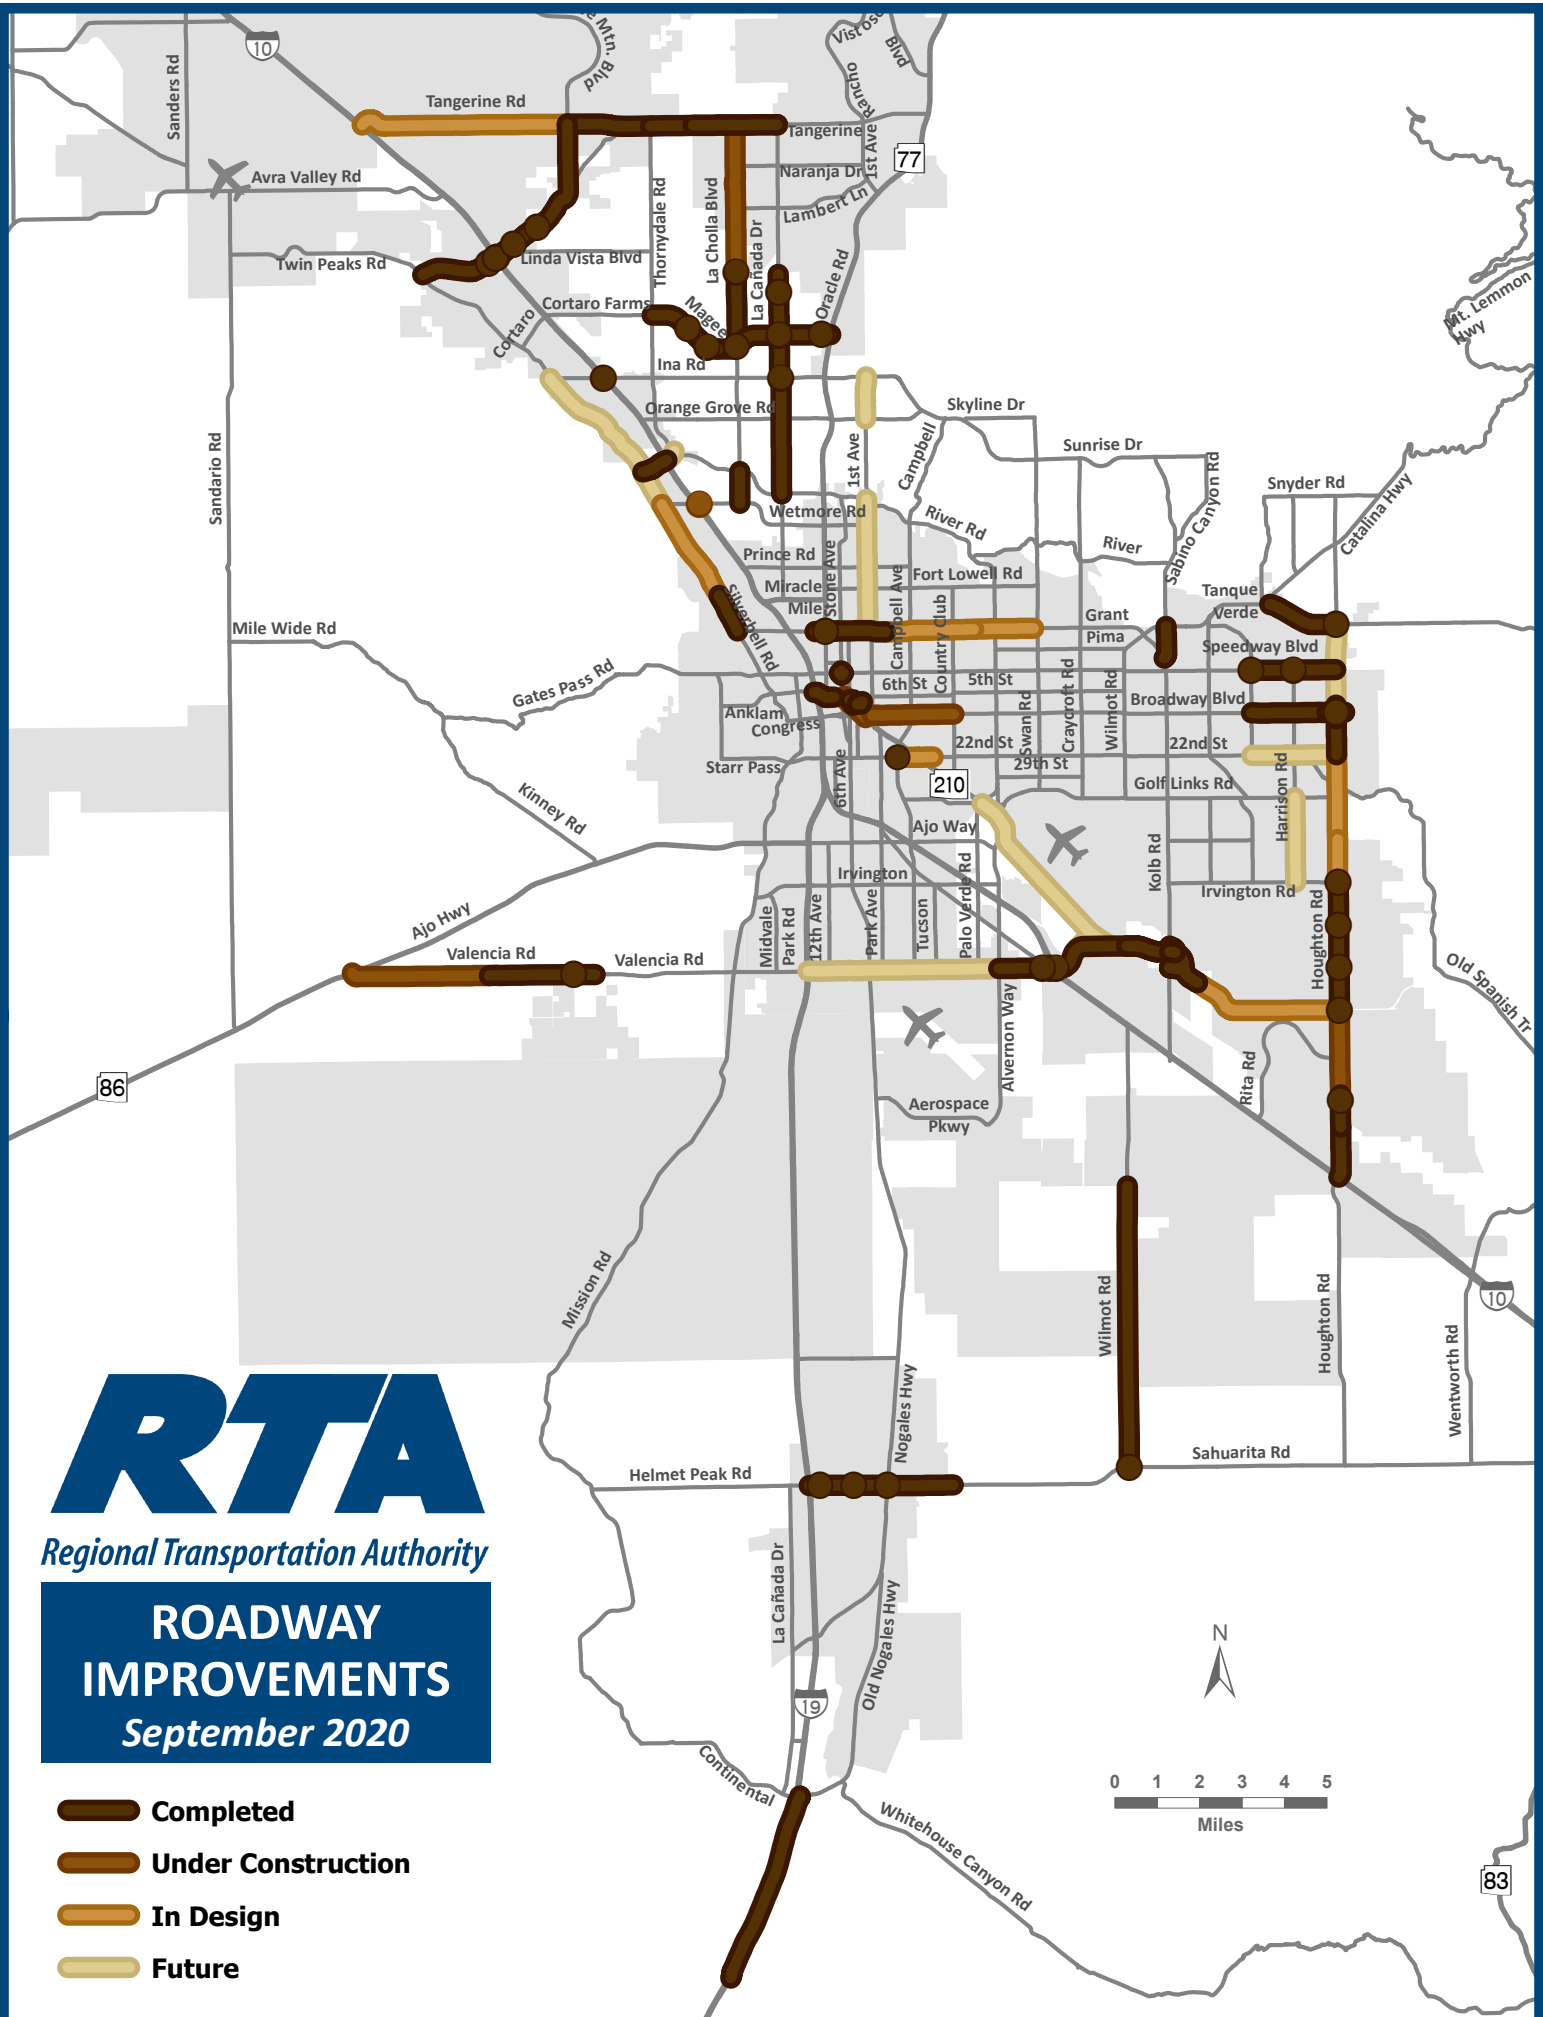 e Mtn. Blvd
Vistoso
Blvd
Rancho
10
Sanders Rd
Tangerine Rd
Tangerine
1st Ave
77
Naranja Dr
Avra Valley Rd
Lambert Ln
Thornydale Rd
La Cholla Blvd
La Cañada Dr
Oracle Rd
Twin Peaks Rd
Linda Vista Blvd
Cortaro Farms
Magee
Cortaro
Mt. Lemmon
Hwy
Ina Rd
Orange Grove Rd
Skyline Dr
Sunrise Dr
1st Ave
Campbell
Sabino Canyon Rd
Snyder Rd
Catalina Hwy
Sandario Rd
Wetmore Rd
River Rd
River
Prince Rd
Stone Ave
Fort Lowell Rd
Miracle
Mile
Campbell Ave
Country Club
Tanque
Verde
Silverbell Rd
Grant
Pima
Mile Wide Rd
Speedway Blvd
Gates Pass Rd
6th St
5th St
Swan Rd
Craycroft Rd
Wilmot Rd
Broadway Blvd
Anklam
Congress
22nd St
22nd St
Starr Pass
6th Ave
29th St
210
Golf Links Rd
Harrison Rd
Kinney Rd
Ajo Way
Kolb Rd
Irvington
Irvington Rd
Ajo Hwy
Midvale
Park Rd
12th Ave
Park Ave
Tucson
Palo Verde Rd
Houghton Rd
Valencia Rd
Valencia Rd
Old Spanish Tr
Alvernon Way
Rita Rd
86
Aerospace
Pkwy
Mission Rd
Wilmot Rd
Houghton Rd
10
Wentworth Rd
Nogales Hwy
RTA
Helmet Peak Rd
Sahuarita Rd
Regional Transportation Authority
La Cañada Dr
Old Nogales Hwy
ROADWAY
IMPROVEMENTS
September 2020
N
19
Continental
Whitehouse Canyon Rd
0 1 2 3 4 5
Miles
83
Completed
Under Construction
In Design
Future